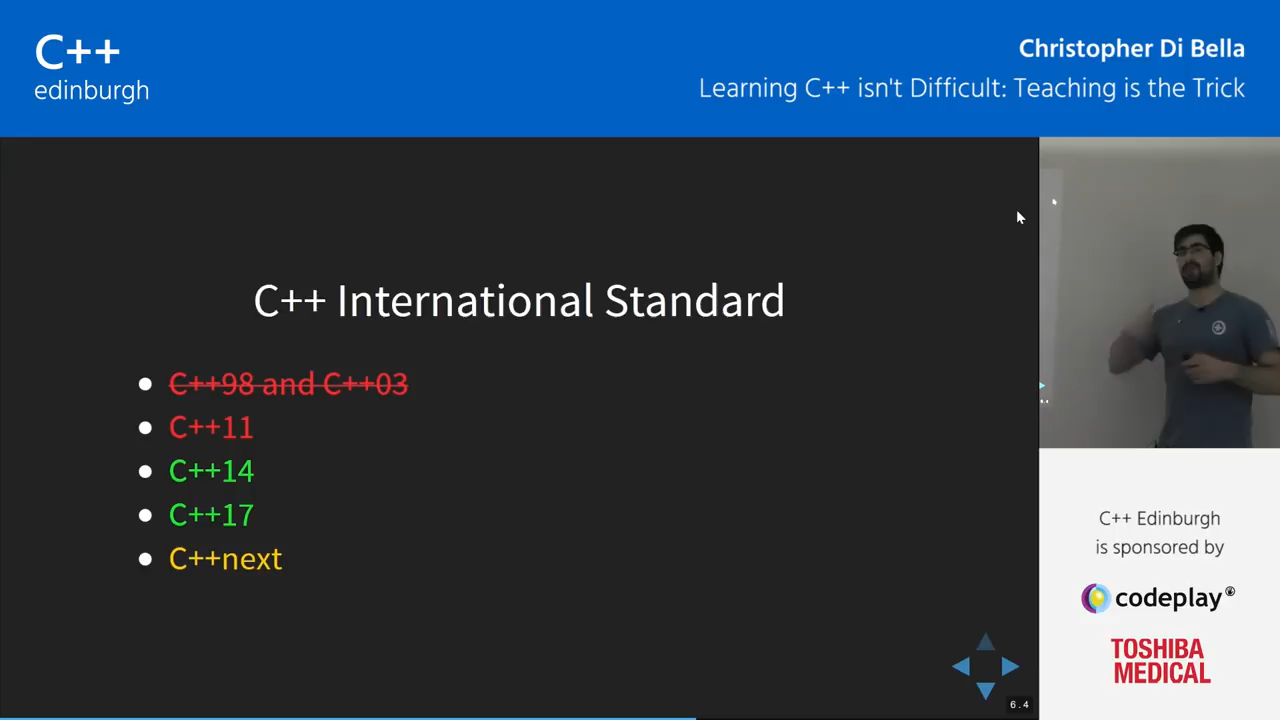 C++
edinburgh
Christopher Di Bella
Learning C++ isn't Difficult: Teaching is the Trick
C++ International Standard
C++98 and C++03
C++11
C++14
C++17
C++next
6.4
C++ Edinburgh
is sponsored by
codeplay
TOSHIBA
MEDICAL